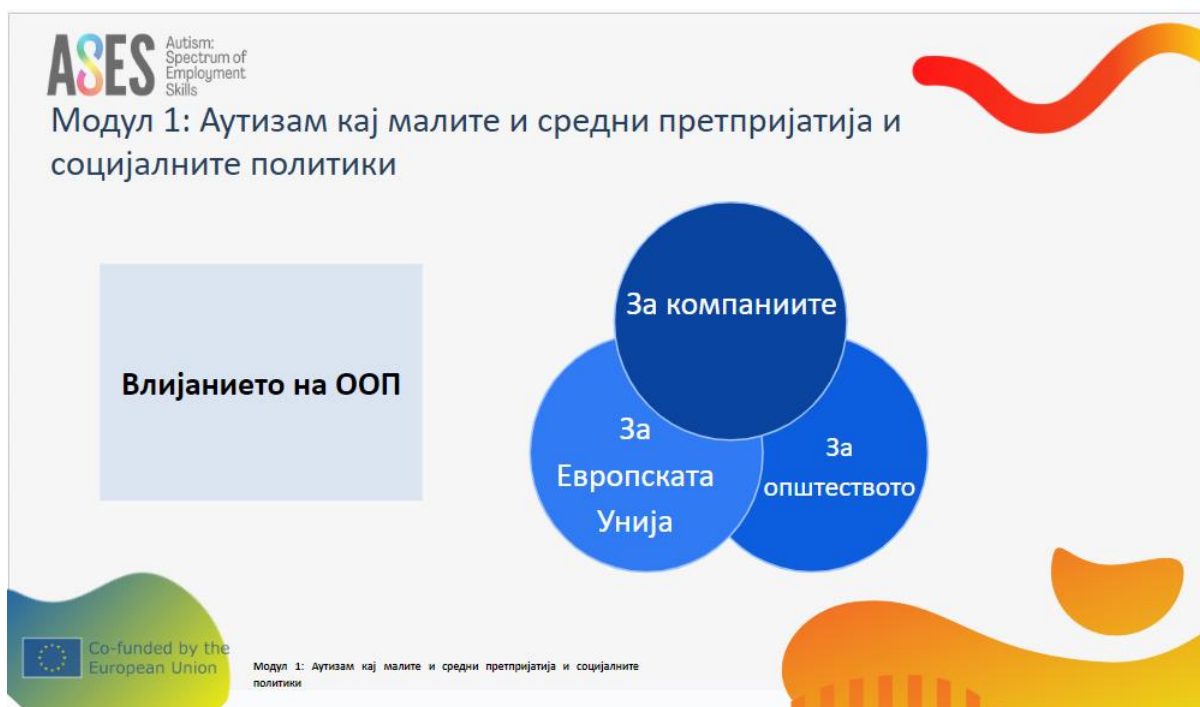 ASES
Autism:
Spectrum of
Employment
Skills
Модул 1: Аутизам кај малите и средни претпријатија и
социјалните политики
Влијанието на ООП
За компаниите
За
Европската
Унија
За
општеството
Co-funded by the
European Union
Модул 1: Аутизам кај малите и средни претпријатија и социјалните
политики